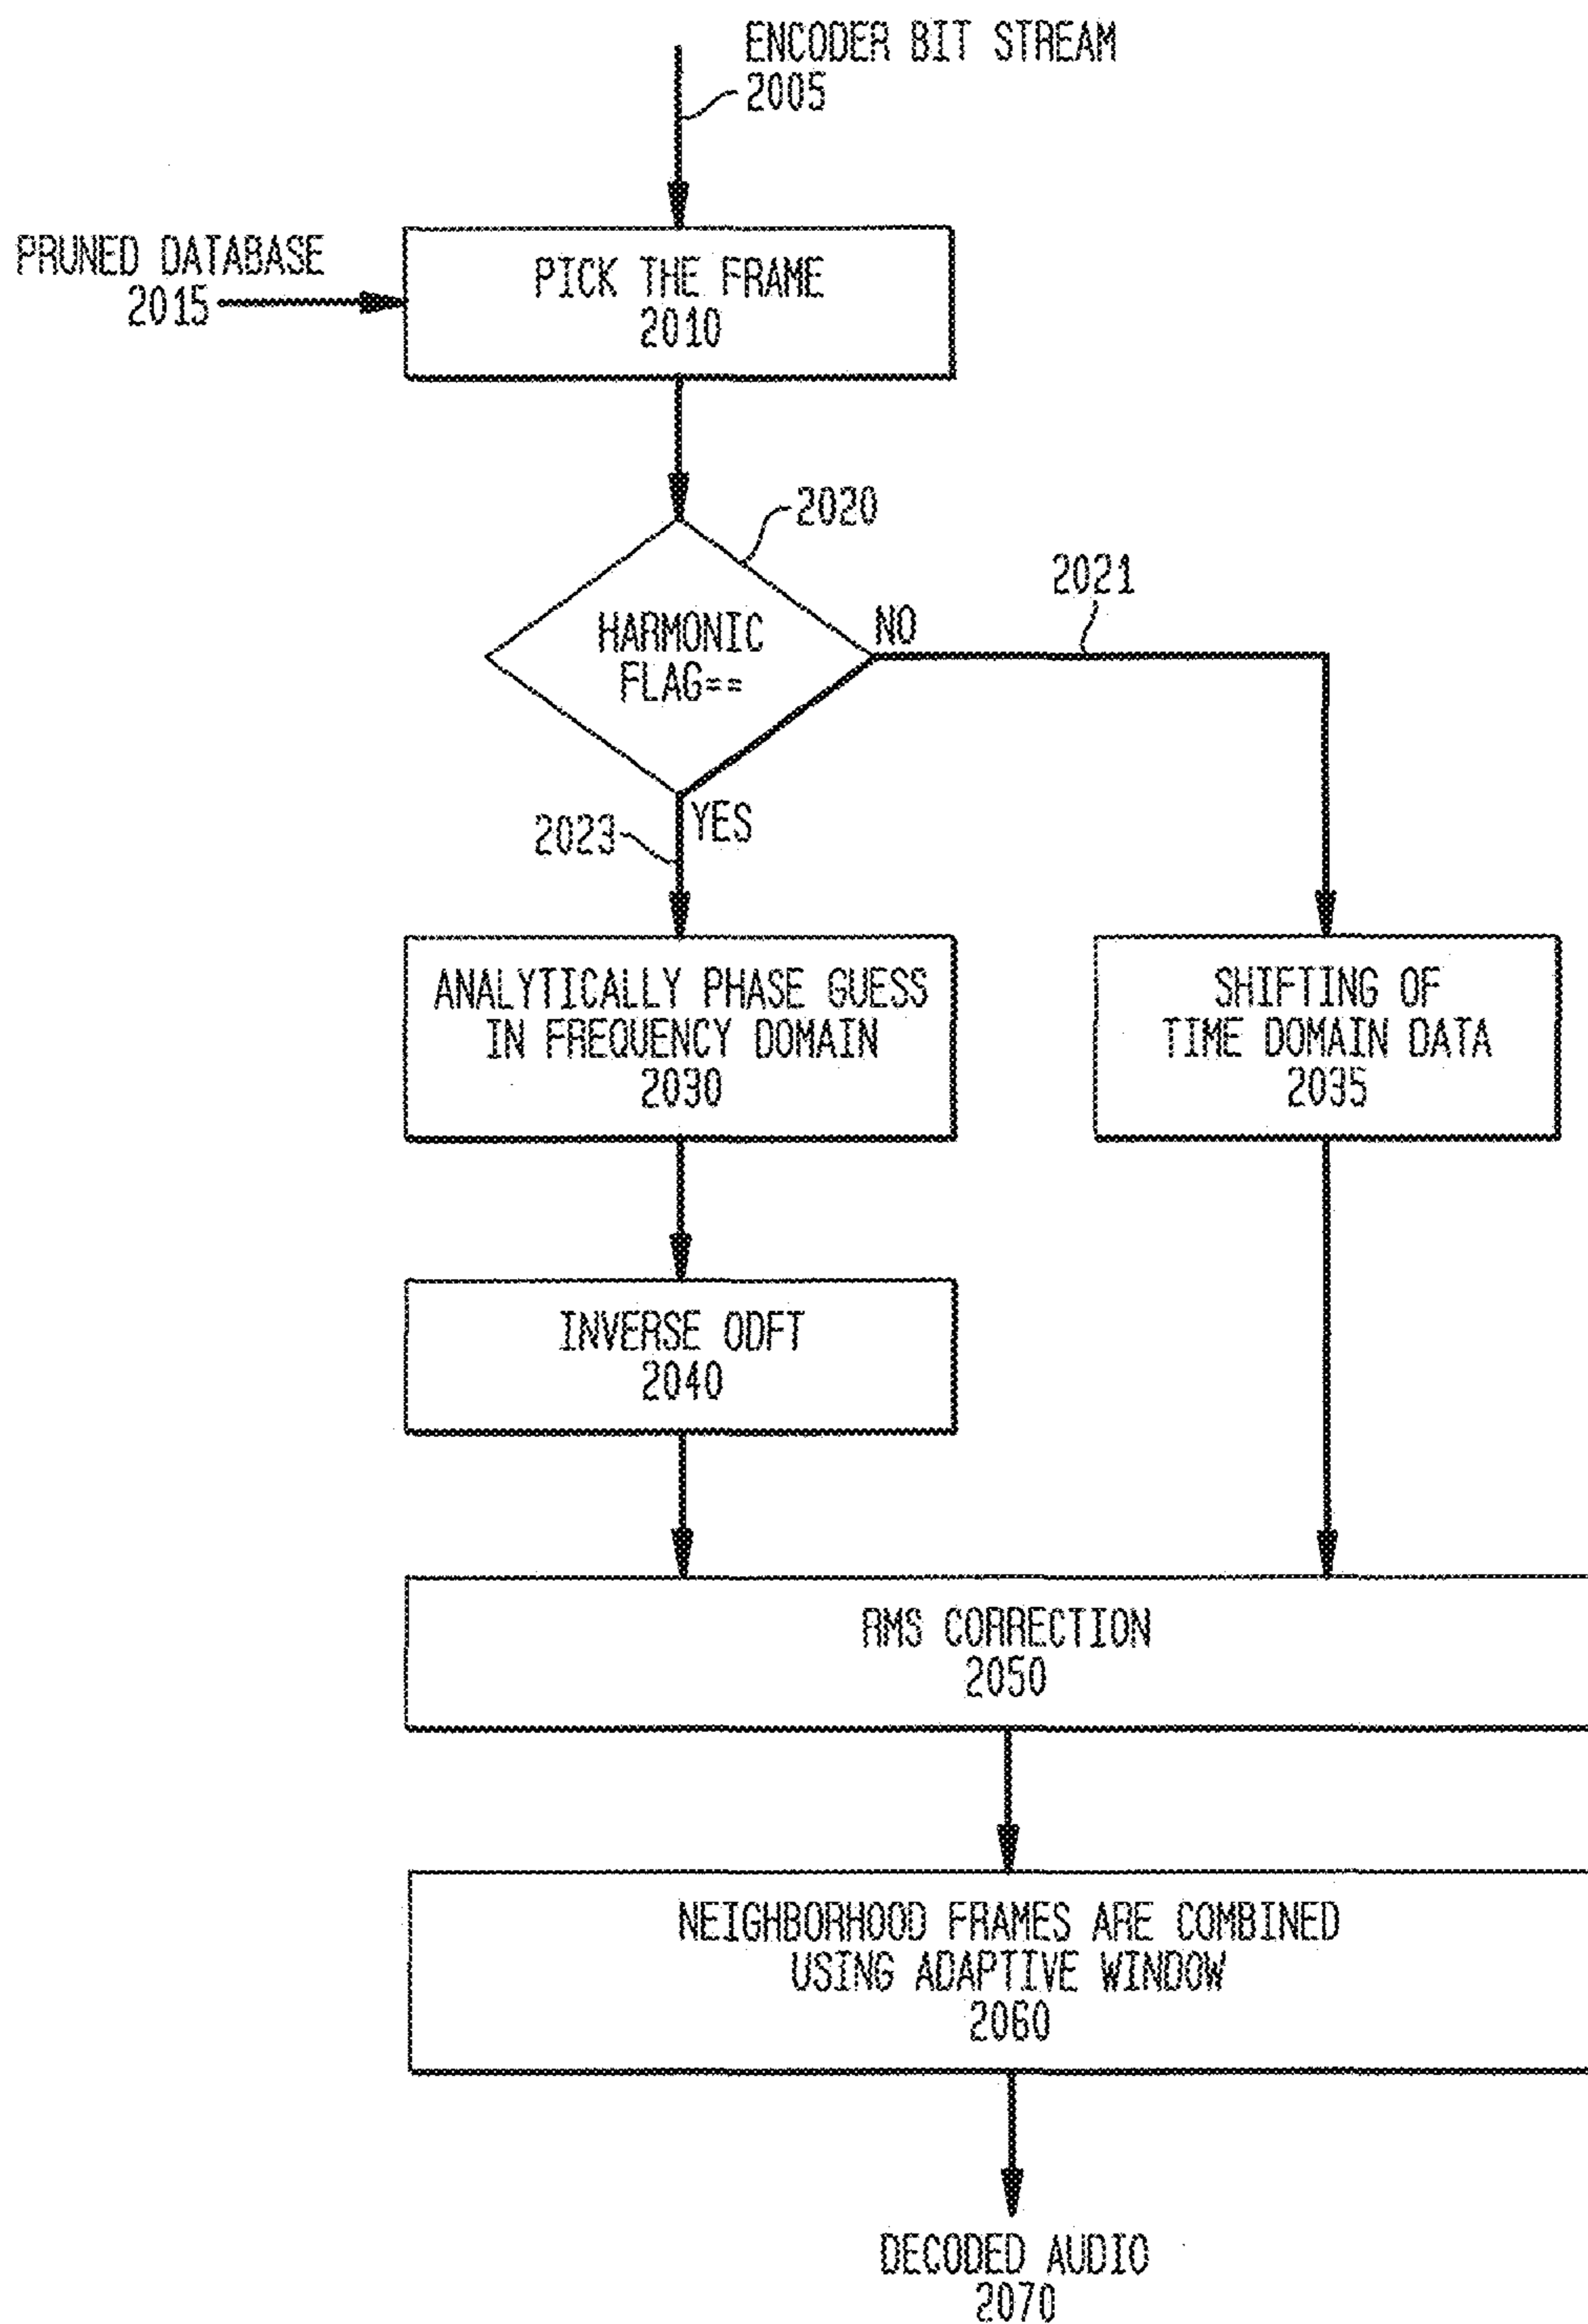 ENCODER BIT STREAM
2005
PRUNED DATABASE
2015
PICK THE FRAME
2010
2020
HARMONIC
FLAG==
NO
2021
YES
2023
ANALYTICALLY PHASE GUESS
IN FREQUENCY DOMAIN
2030
SHIFTING OF
TIME DOMAIN DATA
2035
INVERSE ODFT
2040
RMS CORRECTION
2050
NEIGHBORHOOD FRAMES ARE COMBINED
USING ADAPTIVE WINDOW
2060
DECODED AUDIO
2070